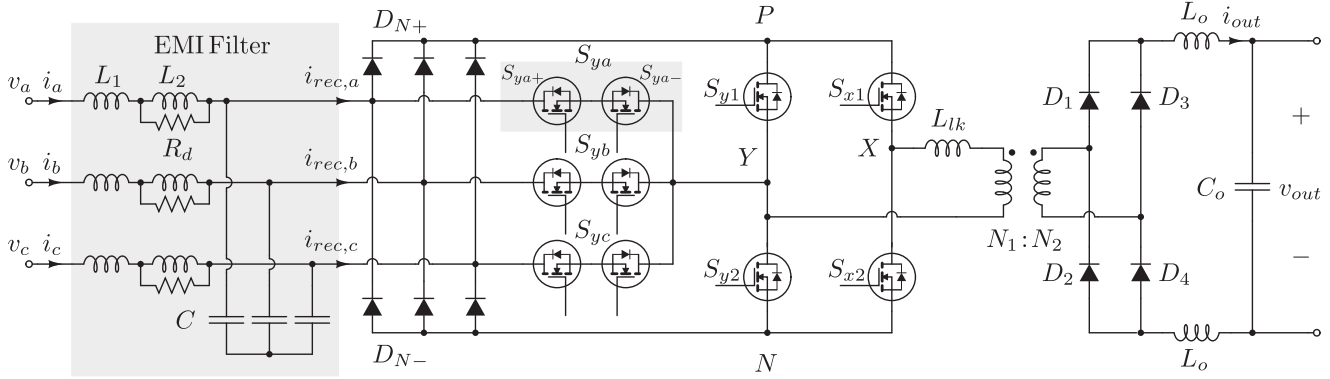 EMI Filter
v_a i_a L_1 L_2 i_{rec,a}
D_{N+}
S_{ya+} S_{ya} S_{ya-}
P
S_{y1} S_{x1}
L_{lk}
L_o i_{out}
D_1 D_3
+
R_d
v_b i_b i_{rec,b}
S_{yb}
Y X
C_o v_{out}
N_1 : N_2
v_c i_c i_{rec,c}
S_{yc}
S_{y2} S_{x2}
D_2 D_4
−
C
D_{N−}
N
L_o